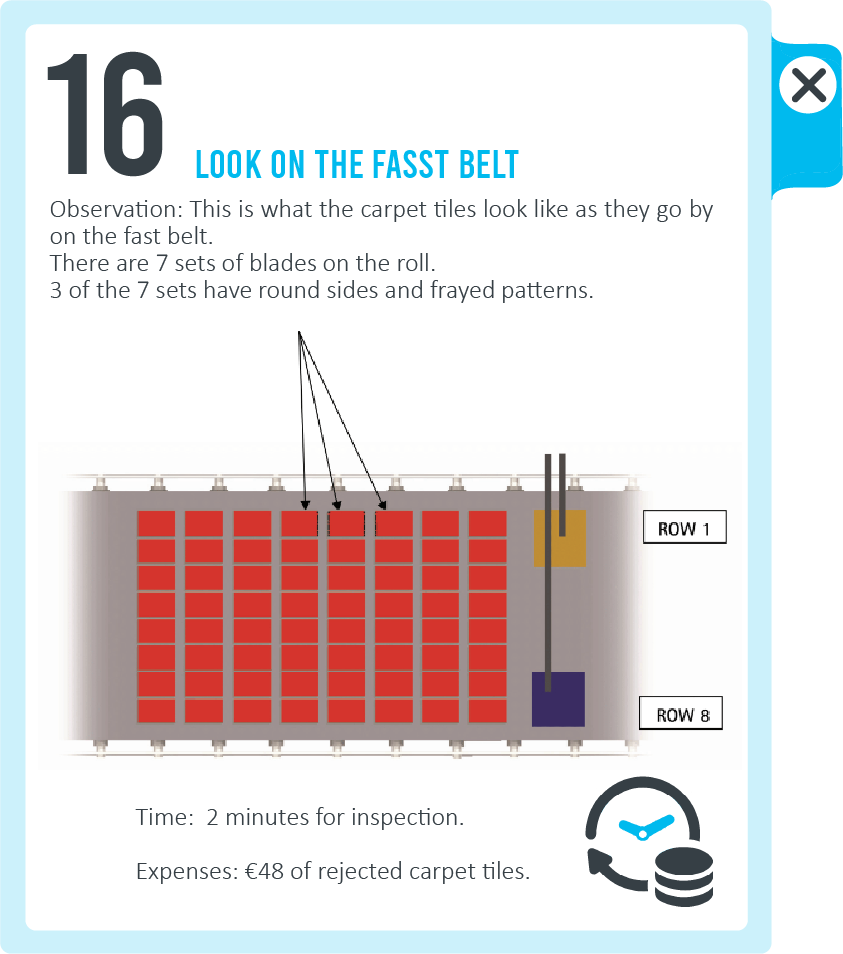 16
LOOK ON THE FASST BELT
Observation: This is what the carpet tiles look like as they go by
on the fast belt.
There are 7 sets of blades on the roll.
3 of the 7 sets have round sides and frayed patterns.
ROW 1
ROW 8
Time:  2 minutes for inspection.
Expenses: €48 of rejected carpet tiles.